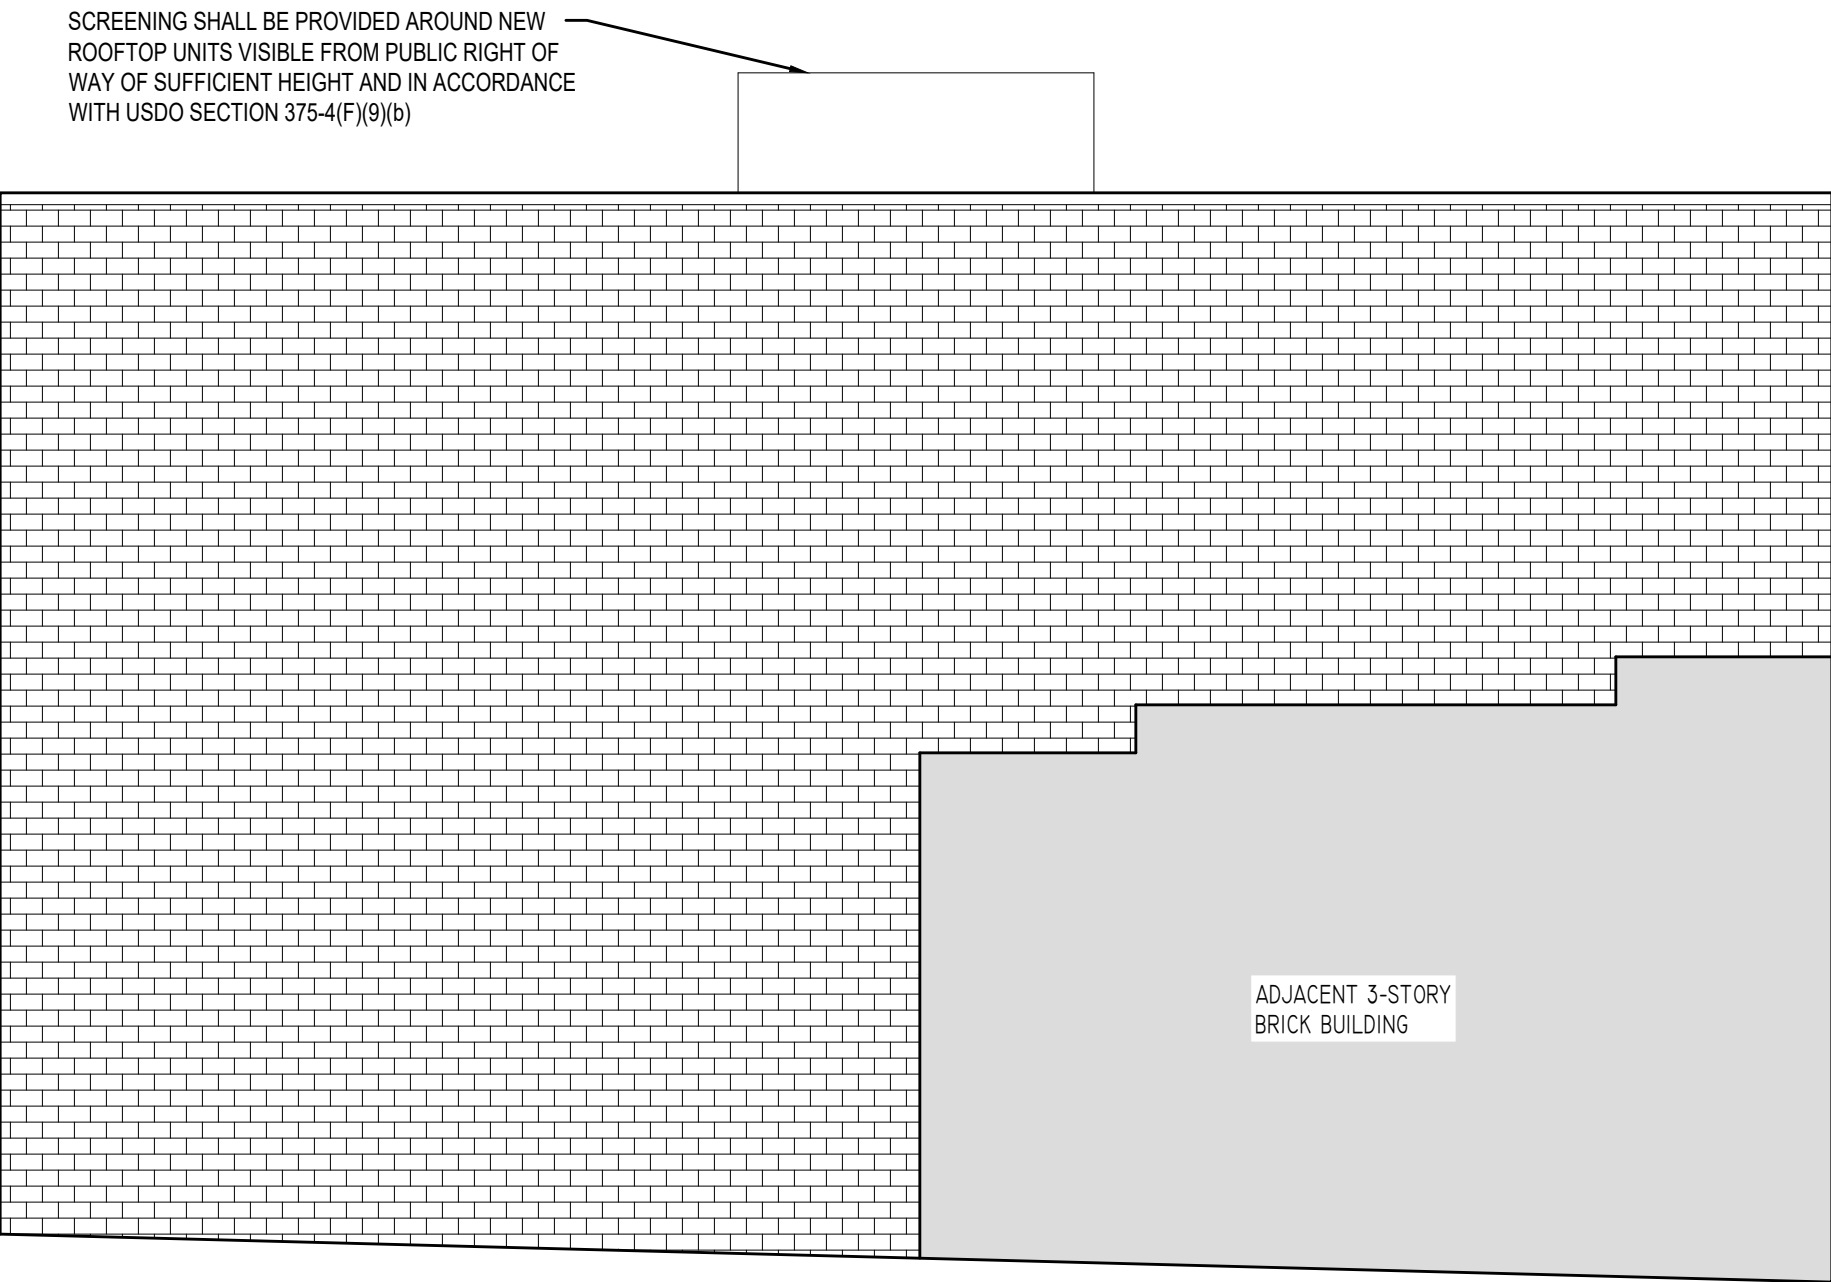 SCREENING SHALL BE PROVIDED AROUND NEW
ROOFTOP UNITS VISIBLE FROM PUBLIC RIGHT OF
WAY OF SUFFICIENT HEIGHT AND IN ACCORDANCE
WITH USDO SECTION 375-4(F)(9)(b)
ADJACENT 3-STORY
BRICK BUILDING